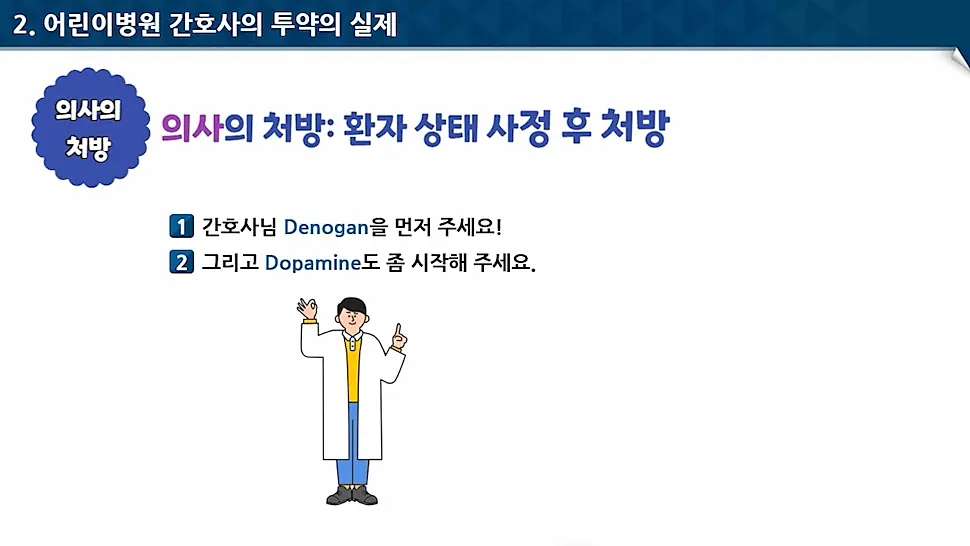 2. 어린이병원 간호사의 투약의 실제
의사의
처방
의사의 처방: 환자 상태 사정 후 처방
1 간호사님 Denogan을 먼저 주세요!
2 그리고 Dopamine도 좀 시작해 주세요.